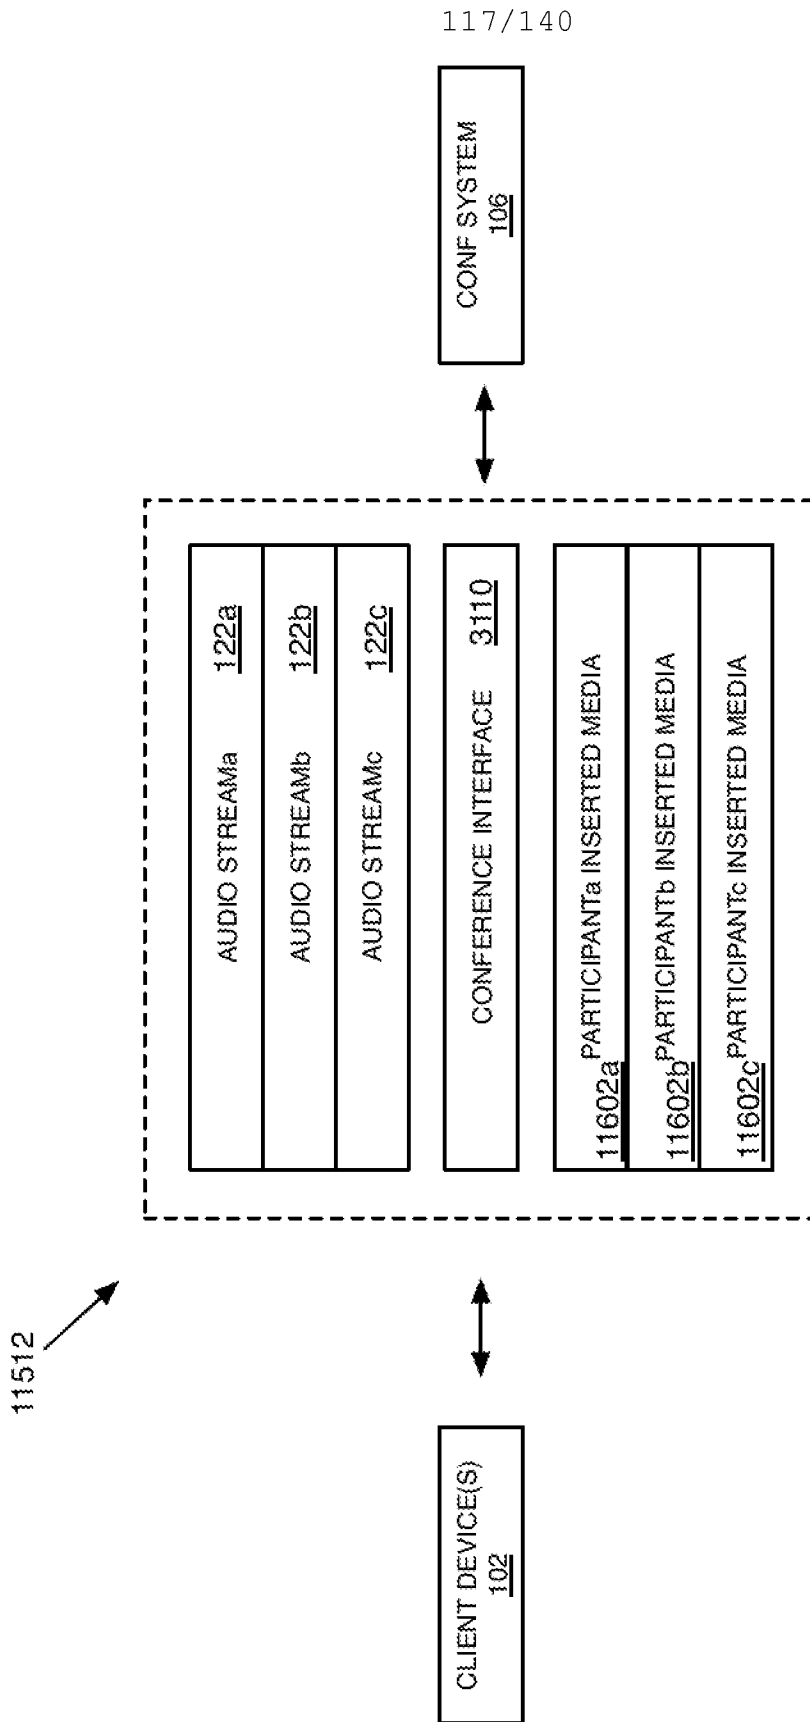 117/140
11512
CLIENT DEVICE(S)
102
AUDIO STREAMa 122a
AUDIO STREAMb 122b
AUDIO STREAMc 122c
CONFERENCE INTERFACE 3110
PARTICIPANTa INSERTED MEDIA
11602a
PARTICIPANTb INSERTED MEDIA
11602b
PARTICIPANTc INSERTED MEDIA
11602c
CONF SYSTEM
106